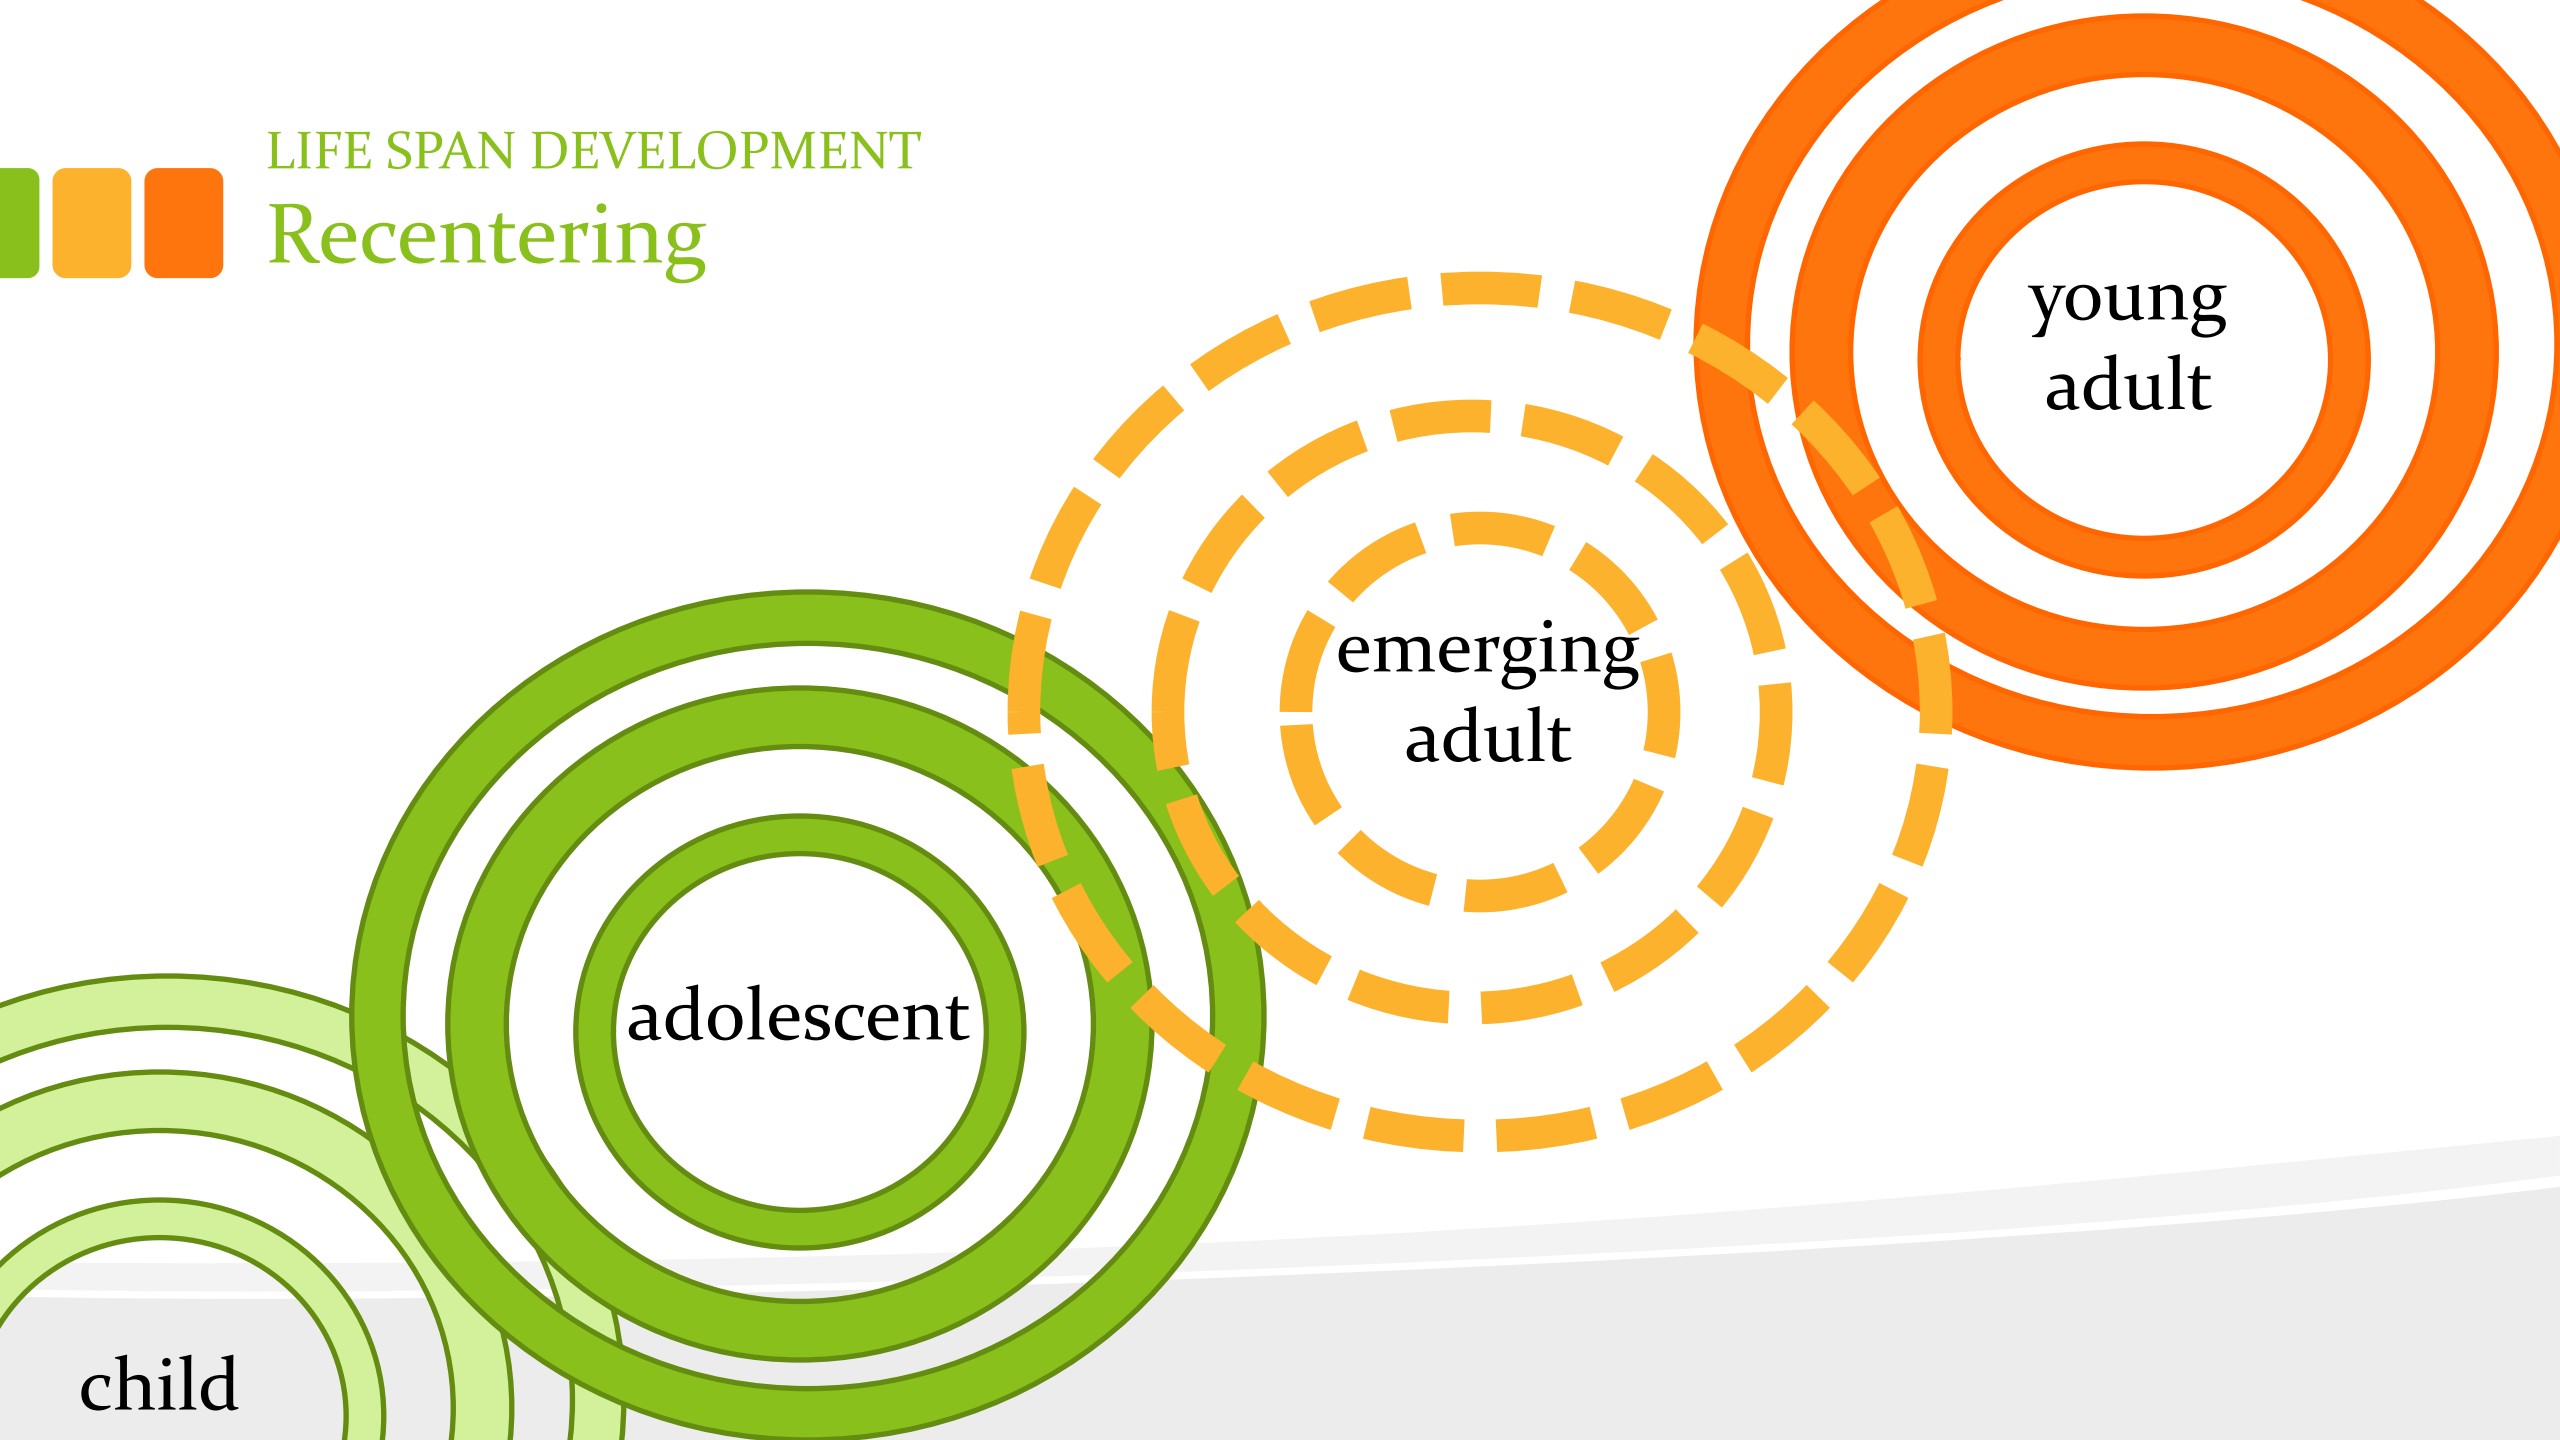 LIFE SPAN DEVELOPMENT
Recentering
young
adult
emerging
adult
adolescent
child